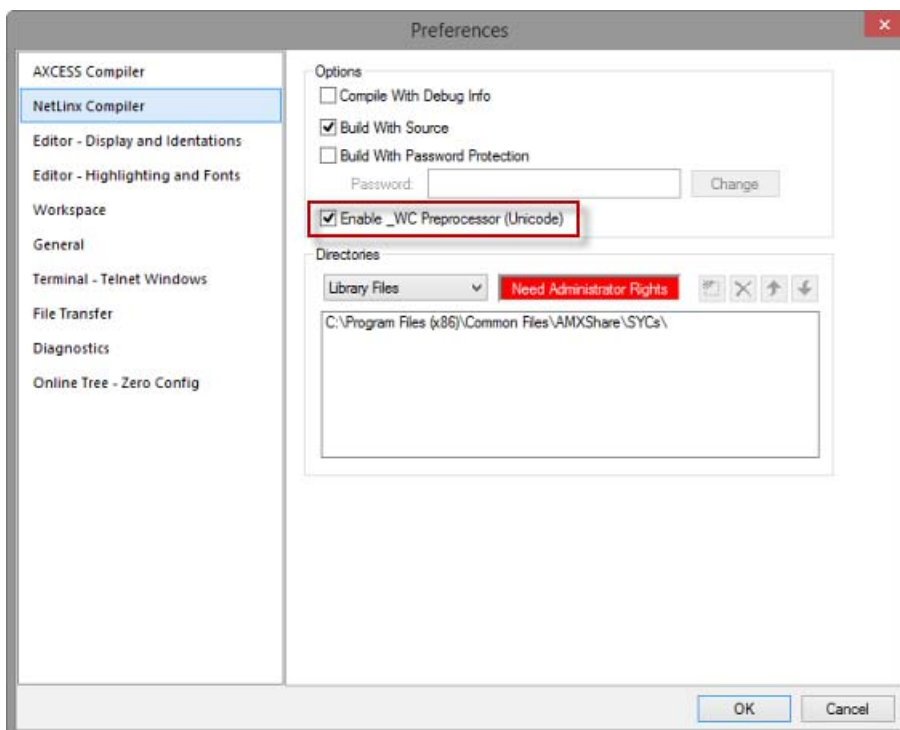 Preferences
AXCESS Compiler
NetLinx Compiler
Editor - Display and Identations
Editor - Highlighting and Fonts
Workspace
General
Terminal - Telnet Windows
File Transfer
Diagnostics
Online Tree - Zero Config
Options
Compile With Debug Info
Build With Source
Build With Password Protection
Password:
Change
Enable _WC Preprocessor (Unicode)
Directories
Library Files
Need Administrator Rights
C:\Program Files (x86)\Common Files\AMXShare\SYCs\
OK
Cancel